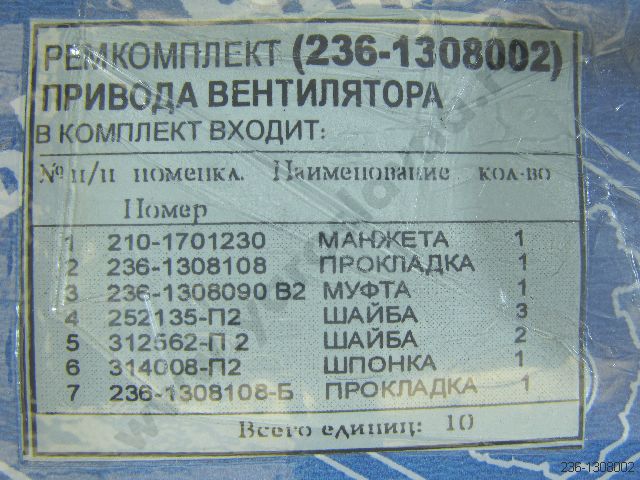 РЕМКОМПЛЕКТ (236-1308002)
ПРИВОДА ВЕНТИЛЯТОРА
В КОМПЛЕКТ ВХОДИТ:
№ п/п номенкл. Наименование кол-во
Номер
1 210-1701230 МАНЖЕТА 1
2 236-1308108 ПРОКЛАДКА 1
3 236-1308090 В2 МУФТА 1
4 252135-П2 ШАЙБА 3
5 312562-П 2 ШАЙБА 2
6 314008-П2 ШПОНКА 1
7 236-1308108-Б ПРОКЛАДКА 1
Всего единиц: 10
236-1308002